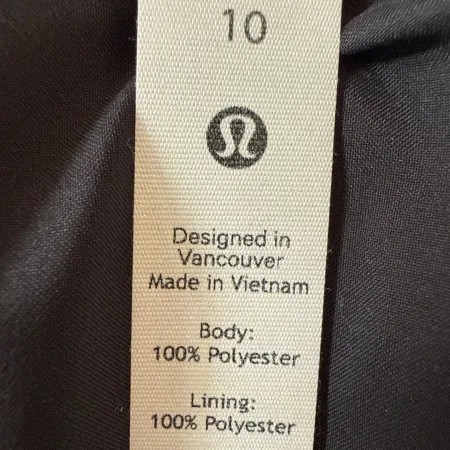 10
Designed in
Vancouver
Made in Vietnam
Body:
100% Polyester
Lining:
100% Polyester